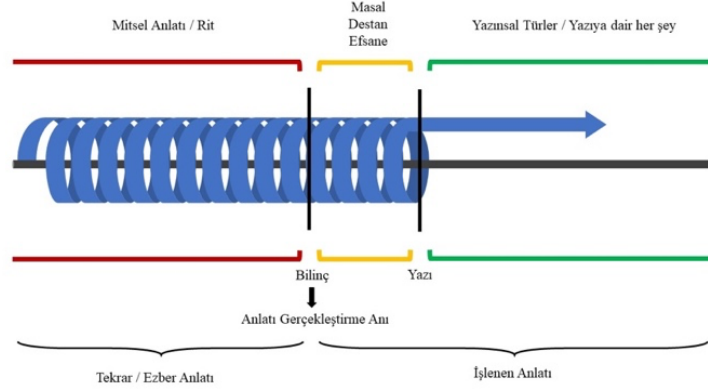 Mitsel Anlatı / Rit
Masal
Destan
Efsane
Yazınsal Türler / Yazıya dair her şey
Bilinç
Yazı
Anlatı Gerçekleştirme Anı
Tekrar / Ezber Anlatı
İşlenen Anlatı